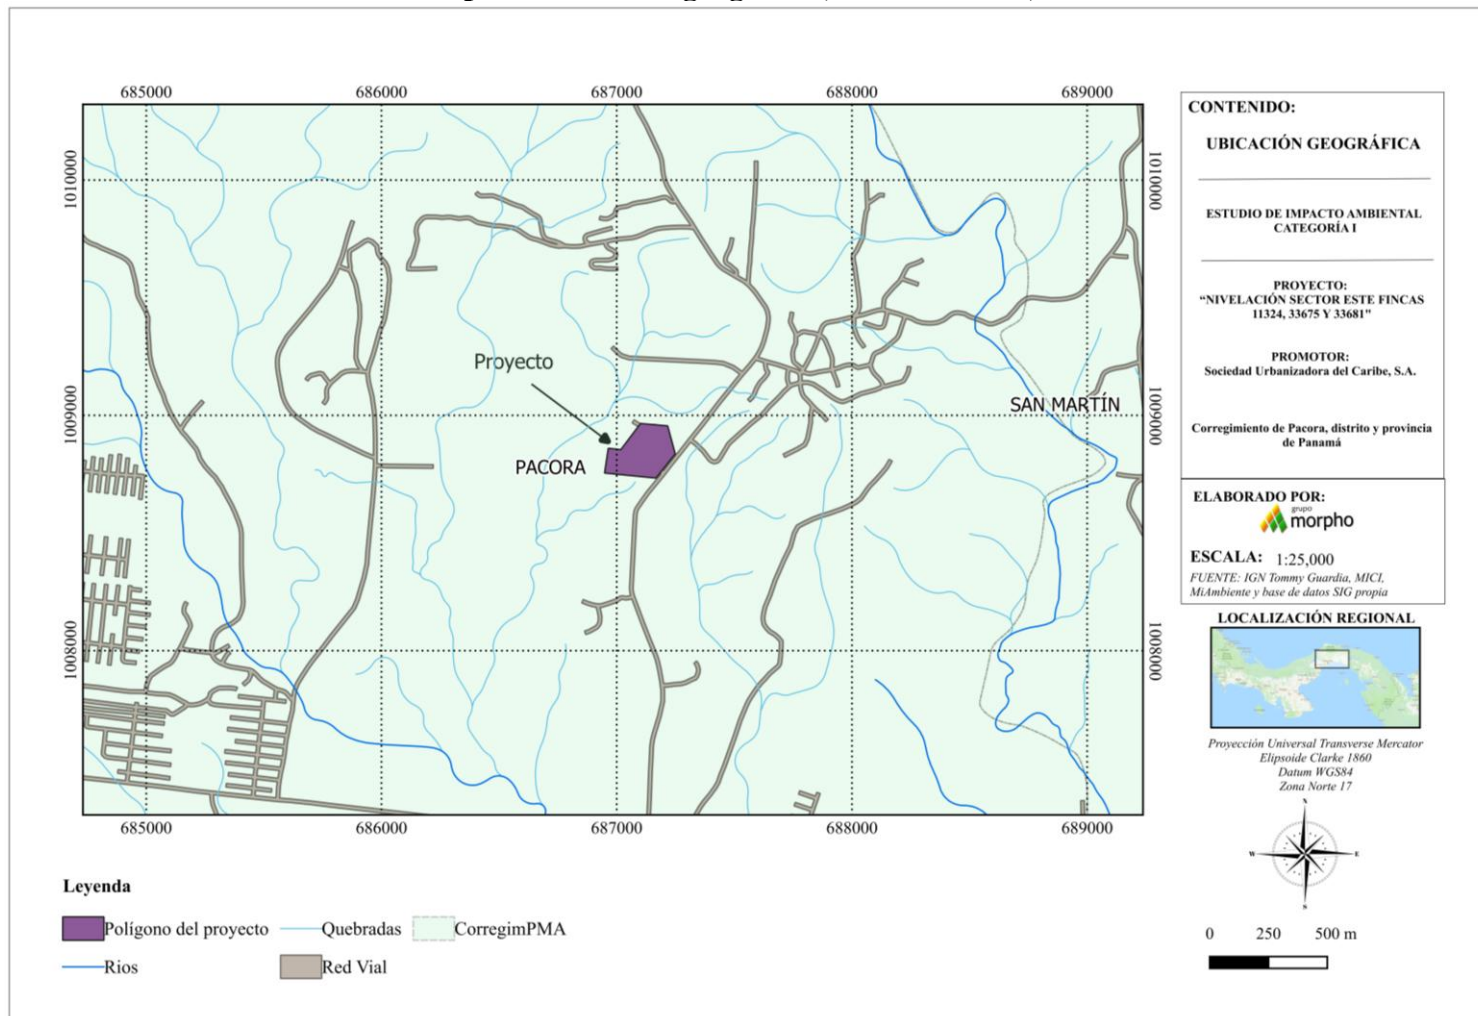 685000 686000 687000 688000 689000
1010000
1009000
1008000
1010000
1009000
1008000
Proyecto
PACORA
SAN MARTÍN
685000 686000 687000 688000 689000
Leyenda
Polígono del proyecto
Quebradas
CorregimPMA
Rios
Red Vial
CONTENIDO:
UBICACIÓN GEOGRÁFICA
ESTUDIO DE IMPACTO AMBIENTAL
CATEGORÍA I
PROYECTO:
“NIVELACIÓN SECTOR ESTE FINCAS
11324, 33675 Y 33681"
PROMOTOR:
Sociedad Urbanizadora del Caribe, S.A.
Corregimiento de Pacora, distrito y provincia
de Panamá
ELABORADO POR:
grupo
morpho
ESCALA: 1:25,000
FUENTE: IGN Tommy Guardia, MICI,
MiAmbiente y base de datos SIG propia
LOCALIZACIÓN REGIONAL
Proyección Universal Transverse Mercator
Elipsoide Clarke 1860
Datum WGS84
Zona Norte 17
N
W E
S
0 250 500 m